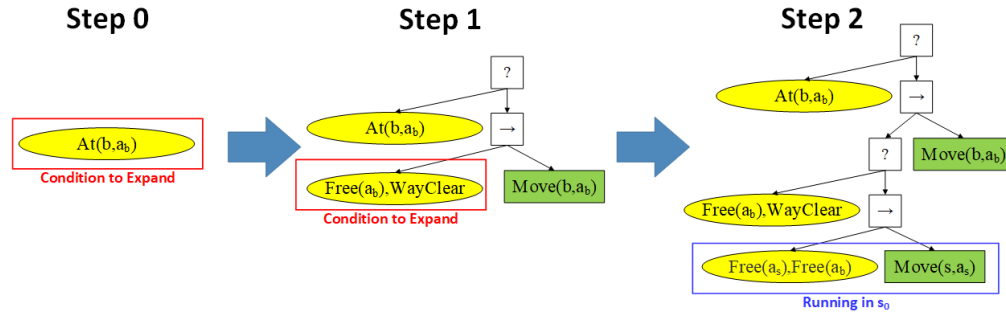 Step 0
At(b,a_b)
Condition to Expand
Step 1
?
At(b,a_b)
→
Free(a_b),WayClear
Move(b,a_b)
Condition to Expand
Step 2
?
At(b,a_b)
→
?
Move(b,a_b)
Free(a_b),WayClear
→
Free(a_s),Free(a_b)
Move(s,a_s)
Running in s_0